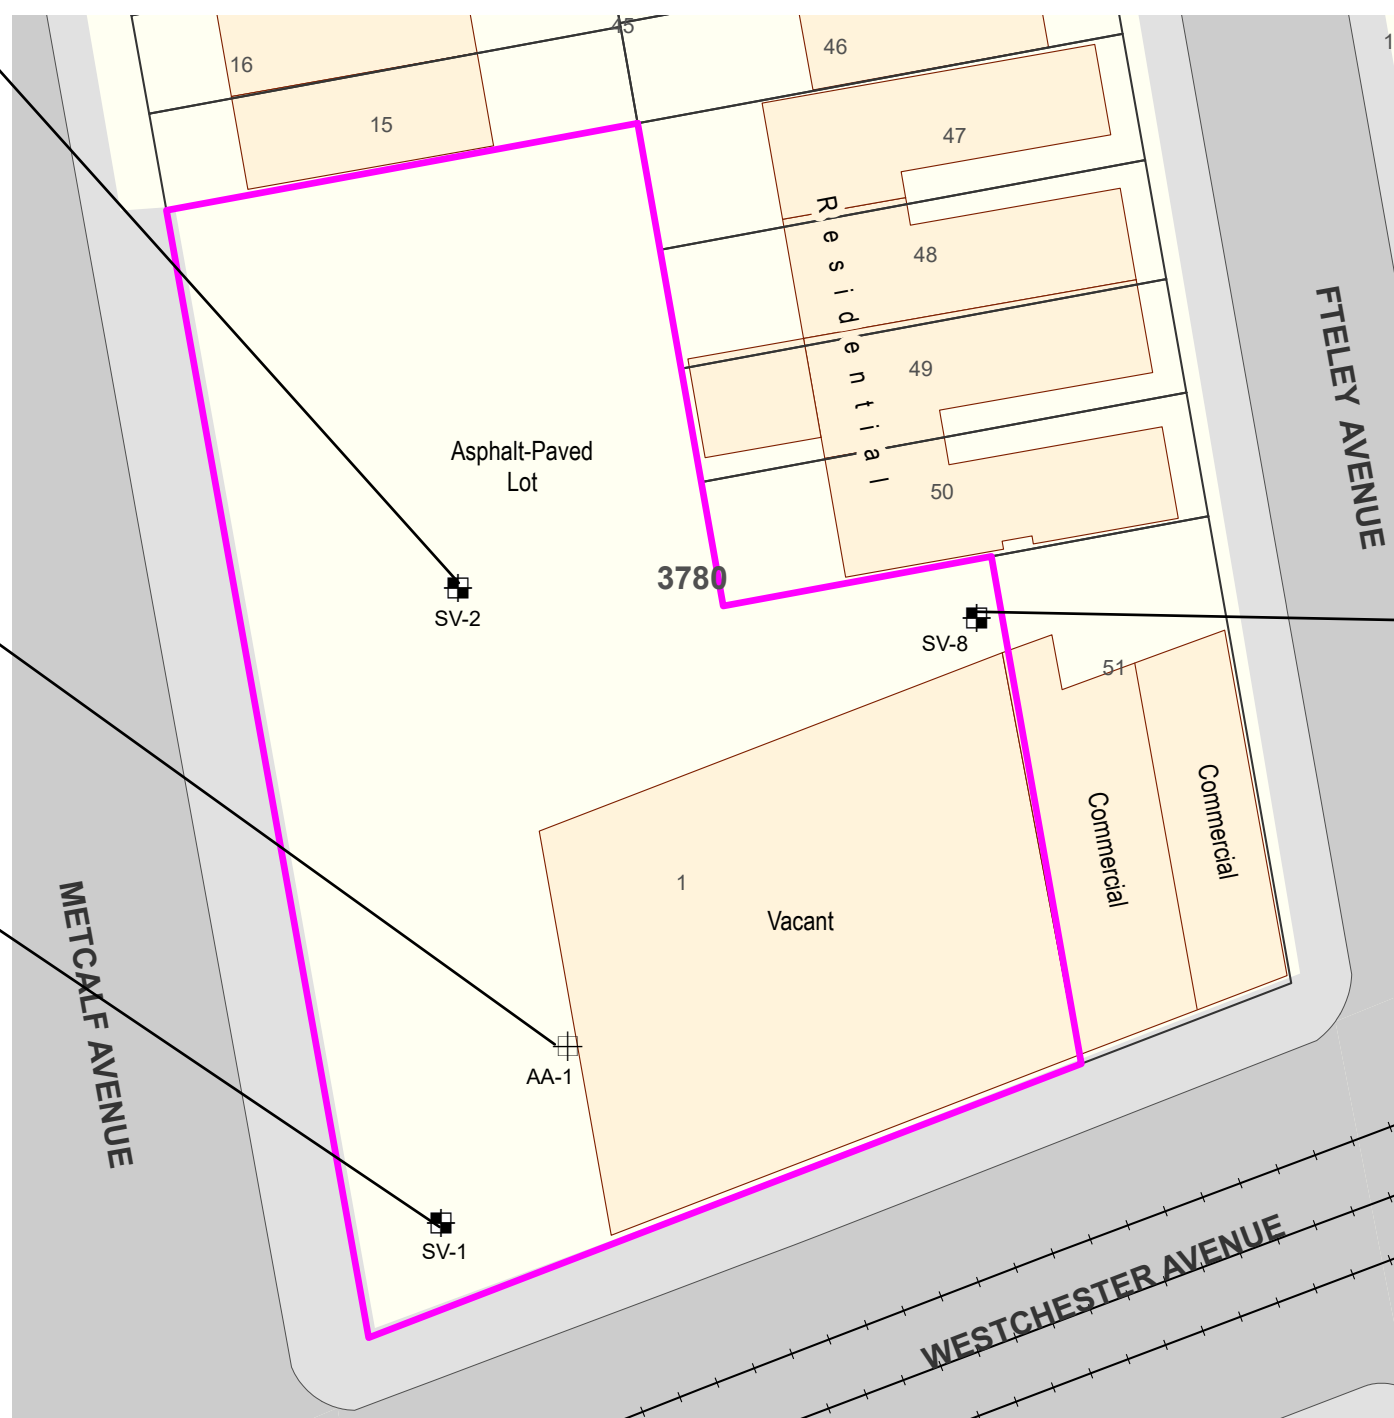 45
46
16
15
47
Residential
48
FTELEY AVENUE
49
Asphalt-Paved
Lot
50
3780
SV-2
SV-8
51
Commercial
Commercial
1
Vacant
METCALF AVENUE
AA-1
SV-1
WESTCHESTER AVENUE